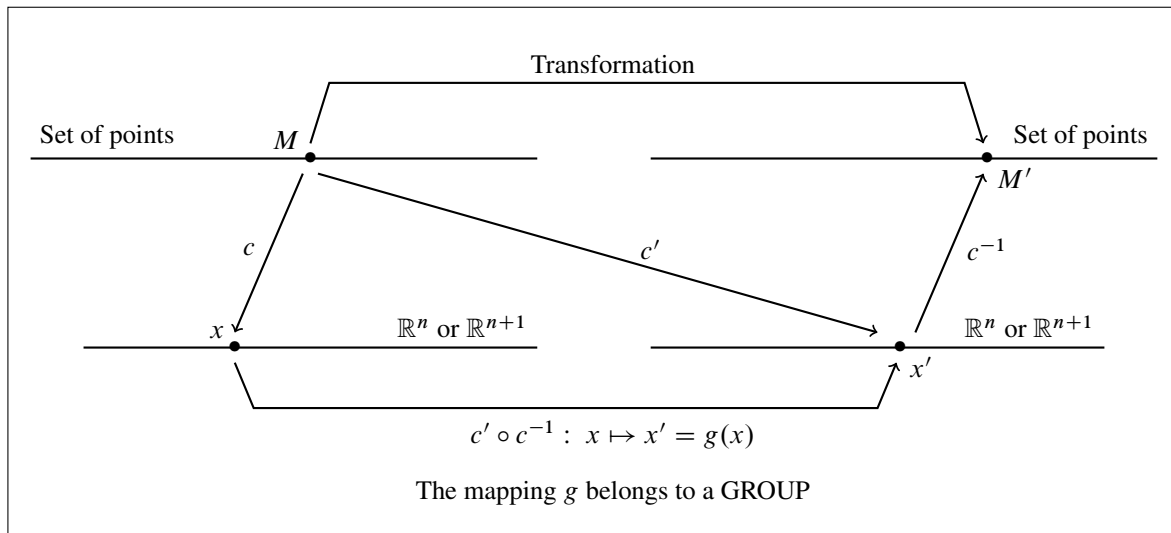 Transformation
Set of points M Set of points
M′
c c′ c⁻¹
x ℝⁿ or ℝⁿ⁺¹ ℝⁿ or ℝⁿ⁺¹
x′
c′ ∘ c⁻¹ : x ↦ x′ = g(x)
The mapping g belongs to a GROUP